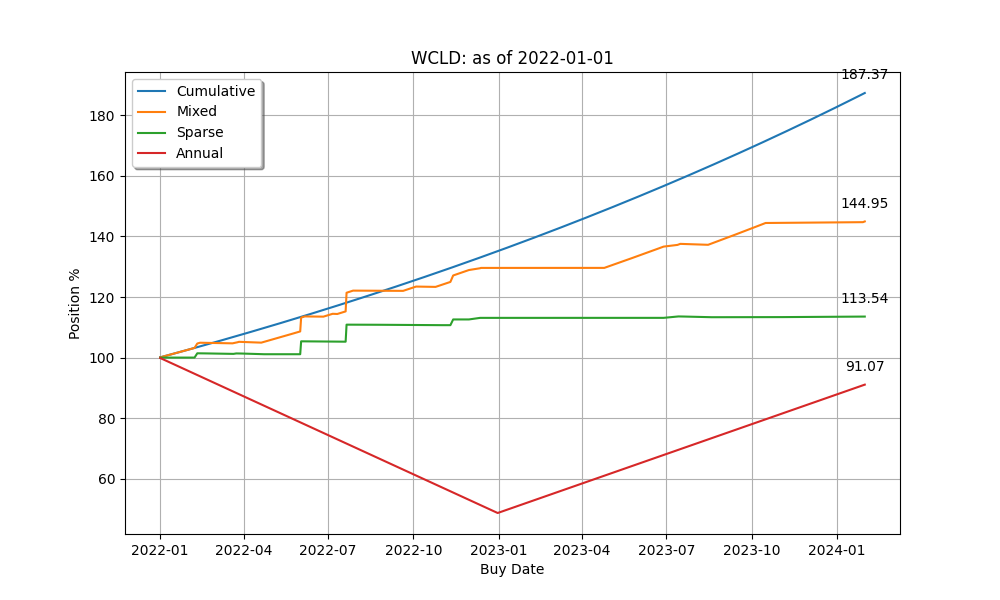 WCLD: as of 2022-01-01
187.37
Cumulative
Mixed
Sparse
Annual
180
160
144.95
140
120
113.54
100
91.07
80
60
Position %
2022-01 2022-04 2022-07 2022-10 2023-01 2023-04 2023-07 2023-10 2024-01
Buy Date